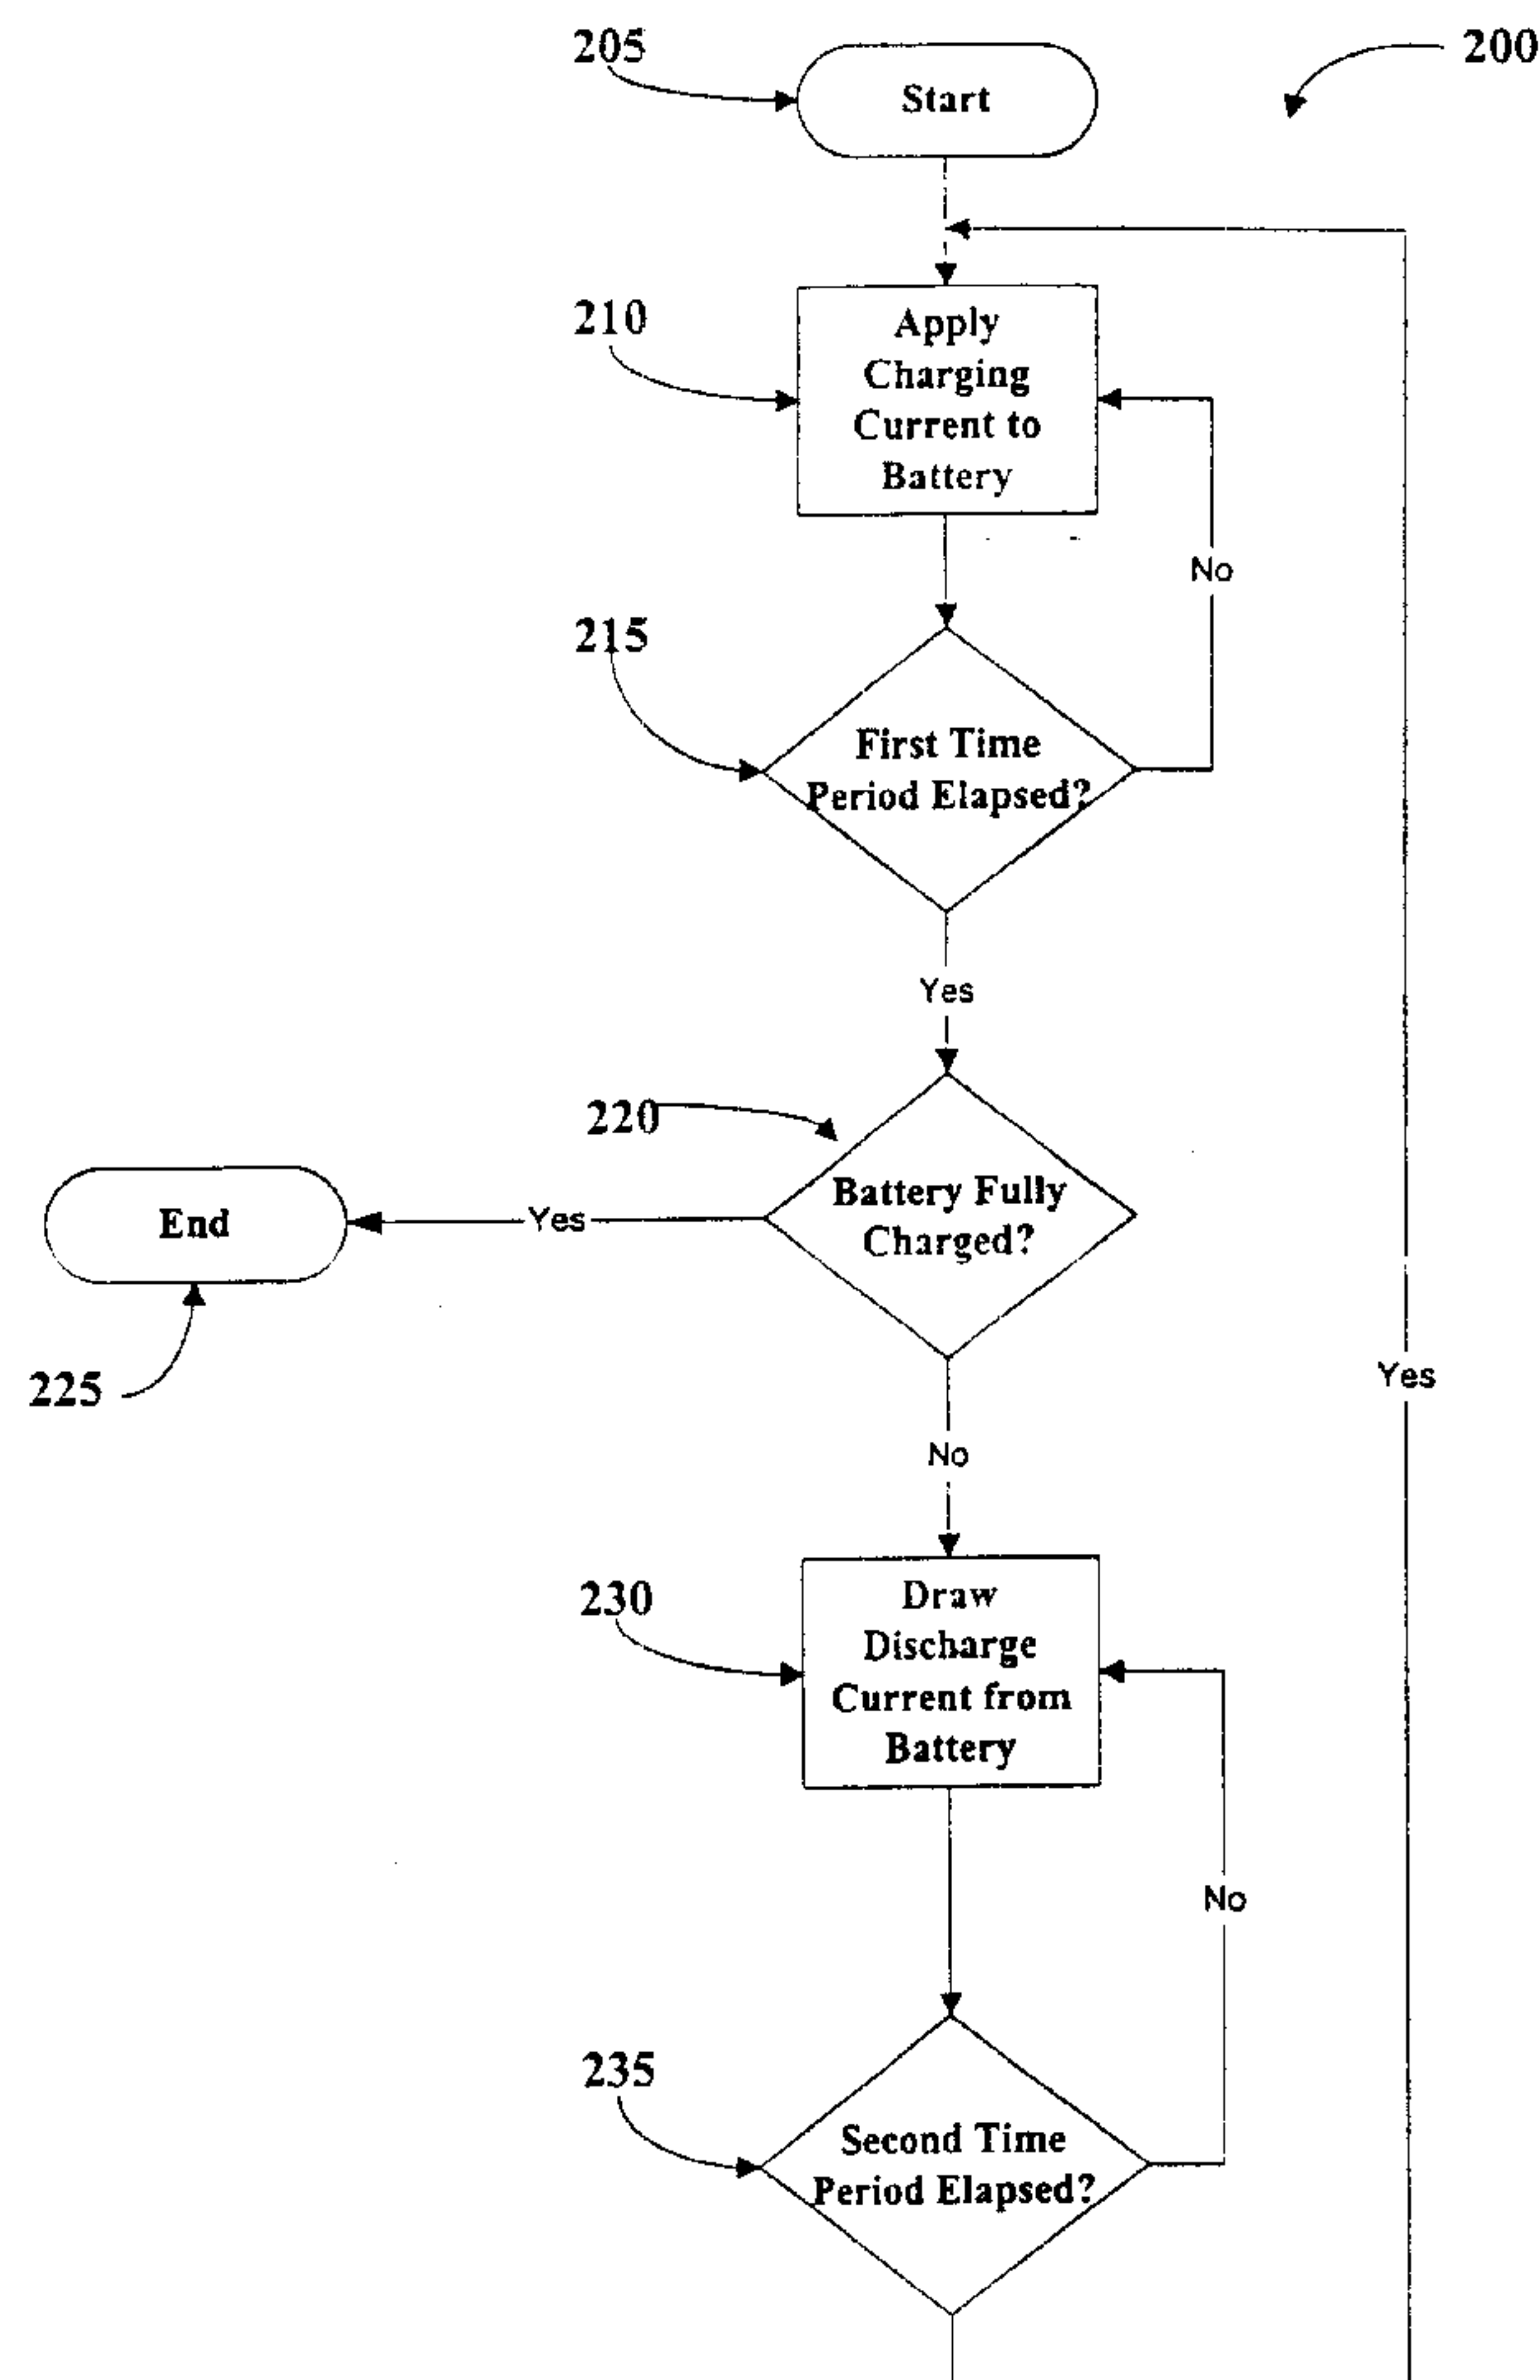 205
Start
200
210
Apply
Charging
Current to
Battery
No
215
First Time
Period Elapsed?
Yes
220
Battery Fully
Charged?
Yes
End
225
Yes
No
230
Draw
Discharge
Current from
Battery
No
235
Second Time
Period Elapsed?